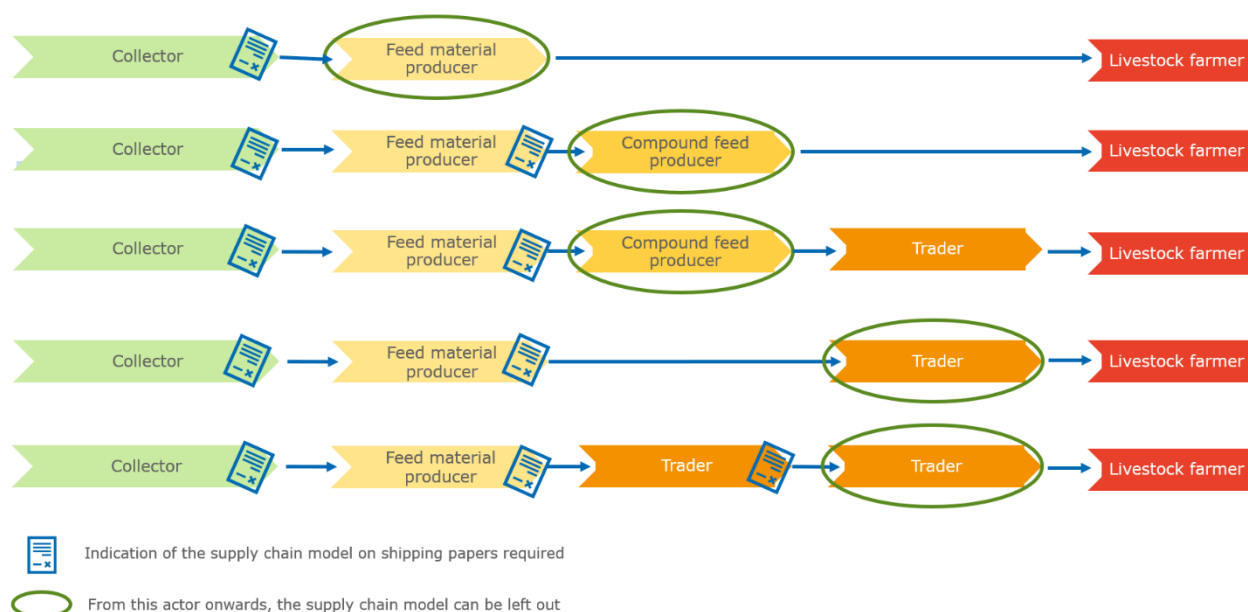 Collector
Feed material
producer
Livestock farmer
Collector
Feed material
producer
Compound feed
producer
Livestock farmer
Collector
Feed material
producer
Compound feed
producer
Trader
Livestock farmer
Collector
Feed material
producer
Trader
Livestock farmer
Collector
Feed material
producer
Trader
Trader
Livestock farmer
Indication of the supply chain model on shipping papers required
From this actor onwards, the supply chain model can be left out